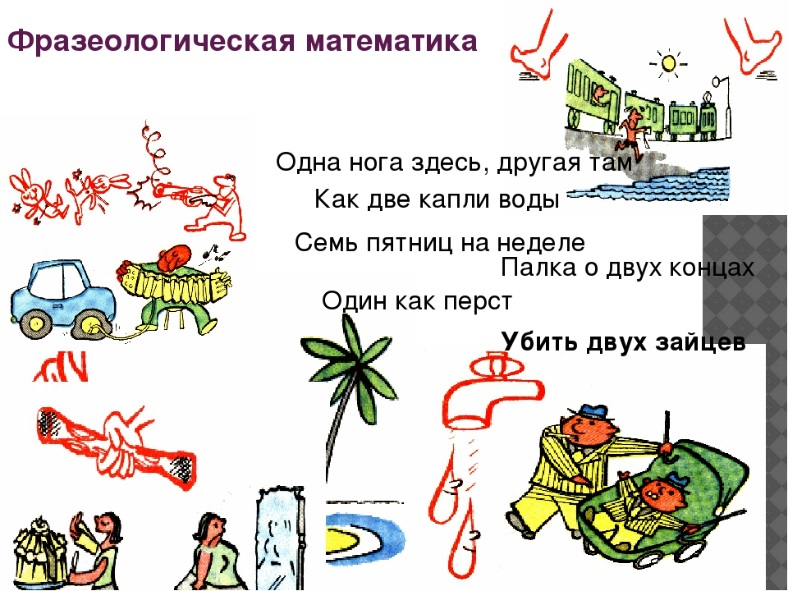 Фразеологическая математика
Одна нога здесь, другая там
Как две капли воды
Семь пятниц на неделе
Палка о двух концах
Один как перст
Убить двух зайцев